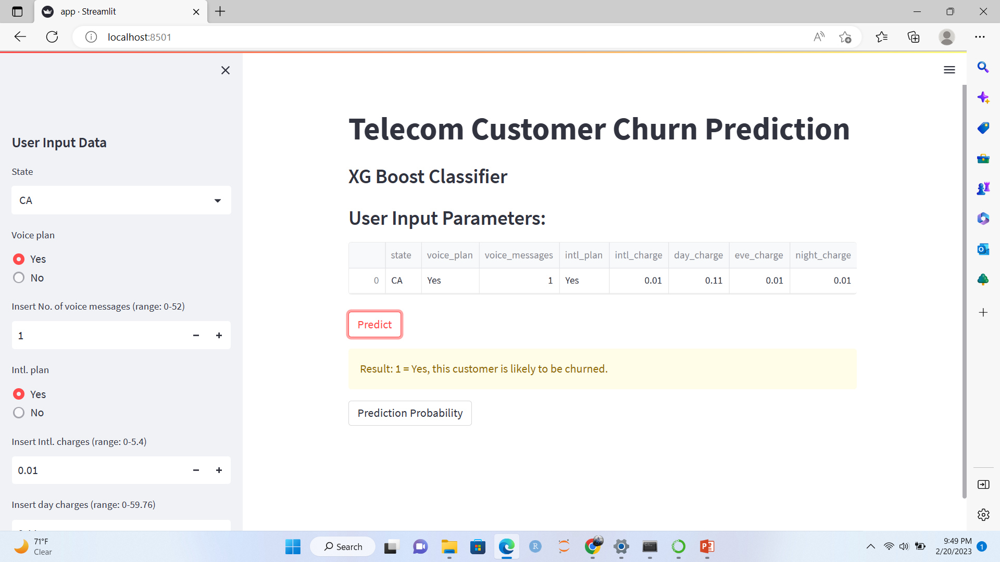 app · Streamlit
localhost:8501
User Input Data
State
CA
Voice plan
Yes
No
Insert No. of voice messages (range: 0-52)
1
Intl. plan
Yes
No
Insert Intl. charges (range: 0-5.4)
0.01
Insert day charges (range: 0-59.76)
Telecom Customer Churn Prediction
XG Boost Classifier
User Input Parameters:
state voice_plan voice_messages intl_plan intl_charge day_charge eve_charge night_charge
0 CA Yes 1 Yes 0.01 0.11 0.01 0.01
Predict
Result: 1 = Yes, this customer is likely to be churned.
Prediction Probability
71°F
Clear
Search
9:49 PM
2/20/2023
1